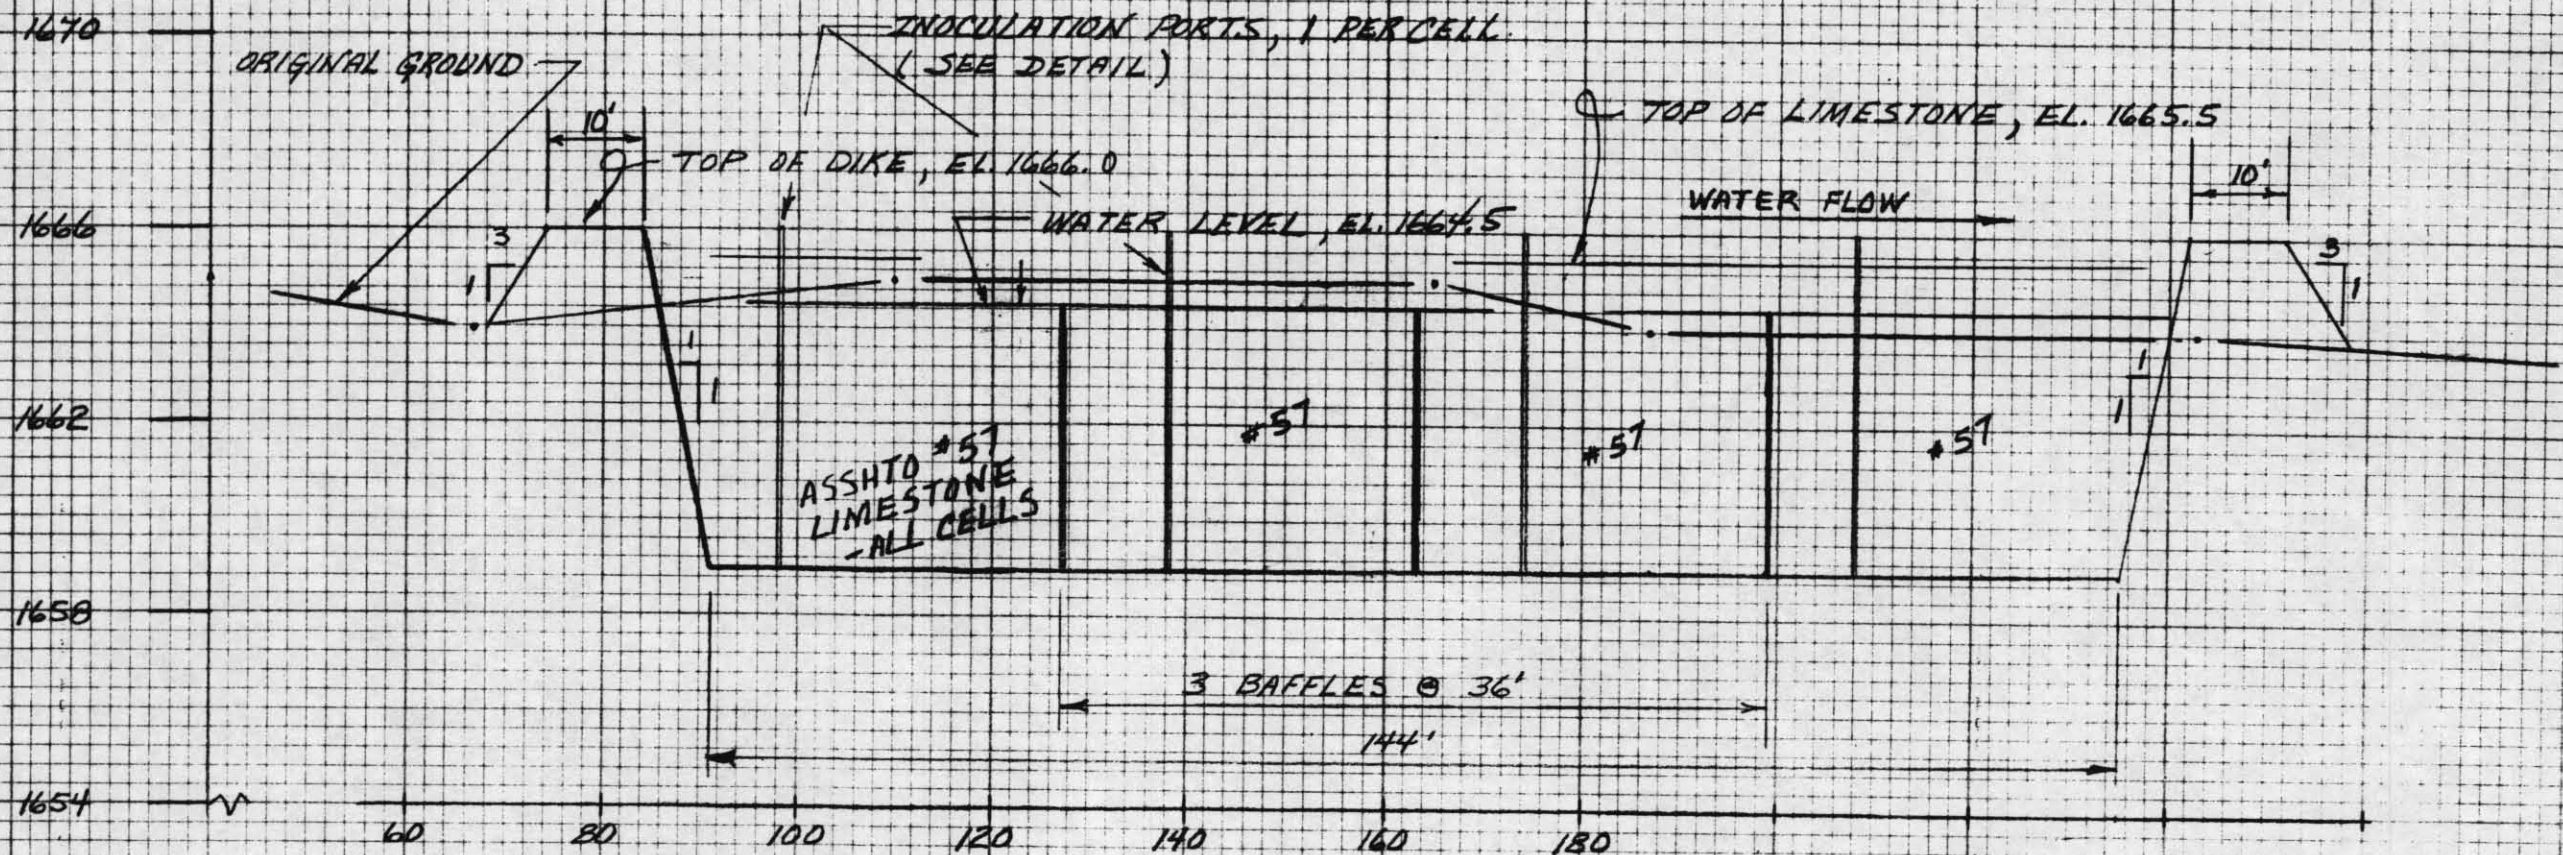 1670
INOCULATION PORTS, 1 PER CELL
(SEE DETAIL)
ORIGINAL GROUND
10'
TOP OF LIMESTONE, EL. 1665.5
TOP OF DIKE, EL. 1666.0
10'
WATER FLOW
1666
WATER LEVEL, EL. 1664.5
3
1
3
1
1
1
1
1
1662
ASSHTO #57
LIMESTONE
-ALL CELLS
#57
#57
#57
1658
3 BAFFLES @ 36'
144'
1654
60
80
100
120
140
160
180